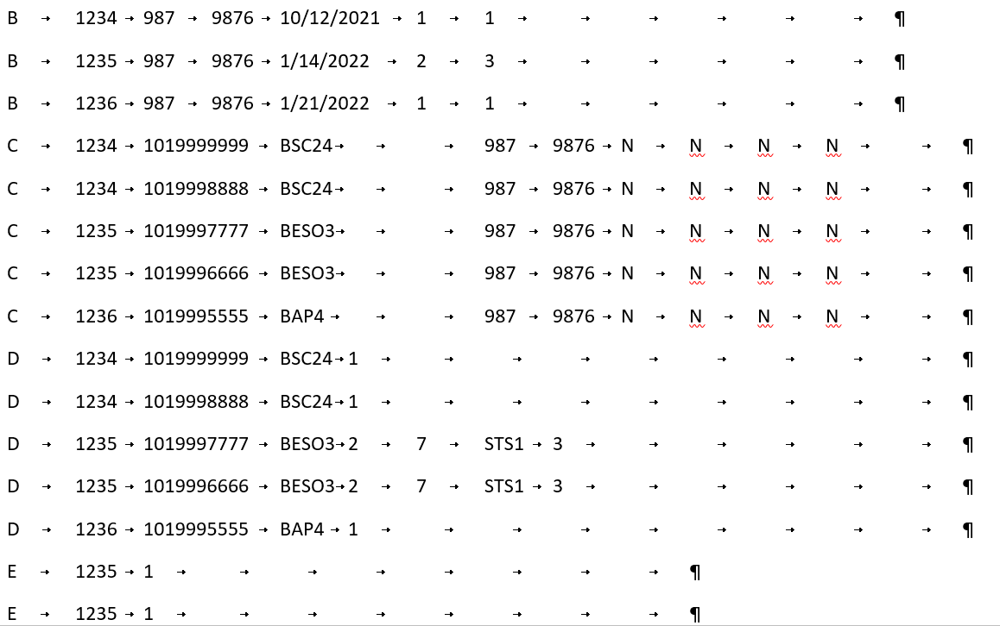 B → 1234 → 987 → 9876 → 10/12/2021 → 1 → 1 → → → → → → ¶
B → 1235 → 987 → 9876 → 1/14/2022 → 2 → 3 → → → → → → ¶
B → 1236 → 987 → 9876 → 1/21/2022 → 1 → 1 → → → → → → ¶
C → 1234 → 1019999999 → BSC24 → → → 987 → 9876 → N → N → N → N → → ¶
C → 1234 → 1019998888 → BSC24 → → → 987 → 9876 → N → N → N → N → → ¶
C → 1235 → 1019997777 → BESO3 → → → 987 → 9876 → N → N → N → N → → ¶
C → 1235 → 1019996666 → BESO3 → → → 987 → 9876 → N → N → N → N → → ¶
C → 1236 → 1019995555 → BAP4 → → → 987 → 9876 → N → N → N → N → → ¶
D → 1234 → 1019999999 → BSC24 → 1 → → → → → → → → → ¶
D → 1234 → 1019998888 → BSC24 → 1 → → → → → → → → → ¶
D → 1235 → 1019997777 → BESO3 → 2 → 7 → STS1 → 3 → → → → → → ¶
D → 1235 → 1019996666 → BESO3 → 2 → 7 → STS1 → 3 → → → → → → ¶
D → 1236 → 1019995555 → BAP4 → 1 → → → → → → → → → ¶
E → 1235 → 1 → → → → → → → → ¶
E → 1235 → 1 → → → → → → → → ¶